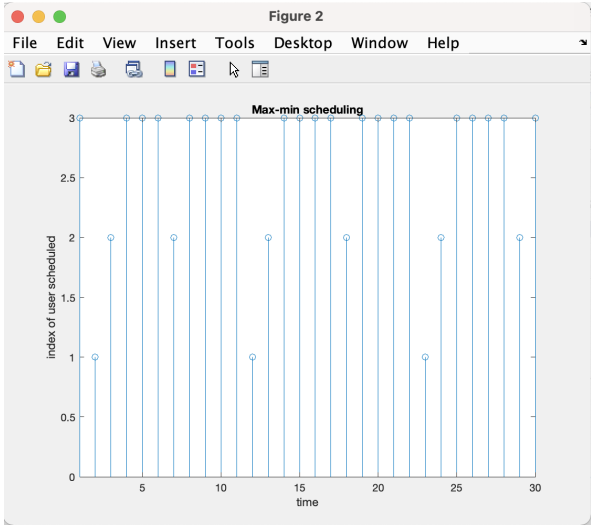 Figure 2
File Edit View Insert Tools Desktop Window Help
Max-min scheduling
3
2.5
2
1.5
1
0.5
0
index of user scheduled
5 10 15 20 25 30
time